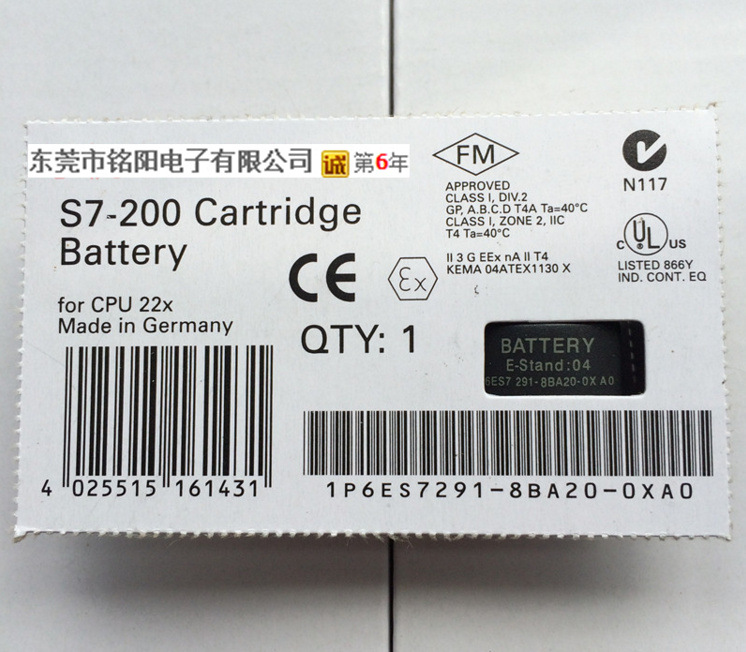 东莞市铭阳电子有限公司 诚 第6年
S7-200 Cartridge
Battery
for CPU 22x
Made in Germany
FM
APPROVED
CLASS I, DIV.2
GP, A.B.C.D T4A Ta=40°C
CLASS I, ZONE 2, IIC
T4 Ta=40°C
II 3 G EEx nA II T4
KEMA 04ATEX1130 X
CE
Ex
N117
C UL US
LISTED 866Y
IND. CONT. EQ
QTY: 1
BATTERY
E-Stand:04
6ES7 291-8BA20-0X A0
4 025515 161431
1P6ES7291-8BA20-0XA0